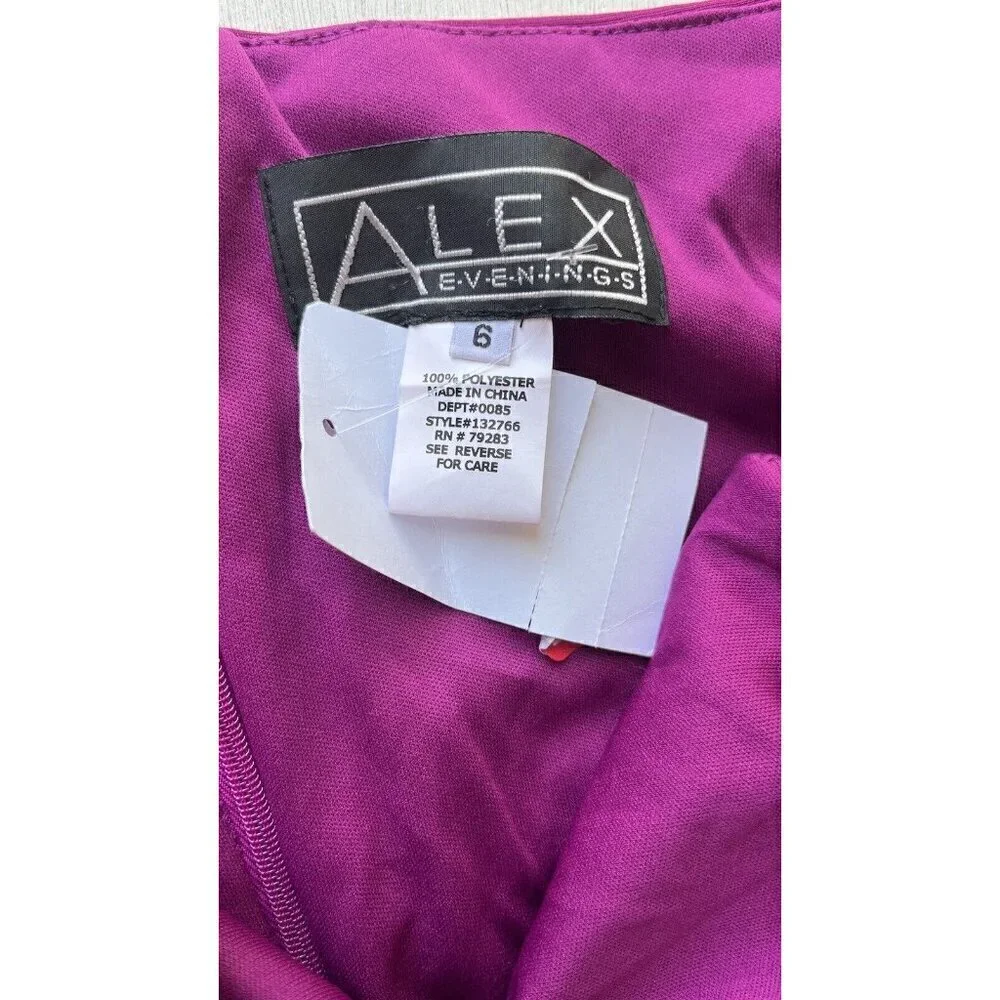 ALEX
E·V·E·N·I·N·G·S
6
100% POLYESTER
MADE IN CHINA
DEPT#0085
STYLE#132766
RN # 79283
SEE REVERSE
FOR CARE